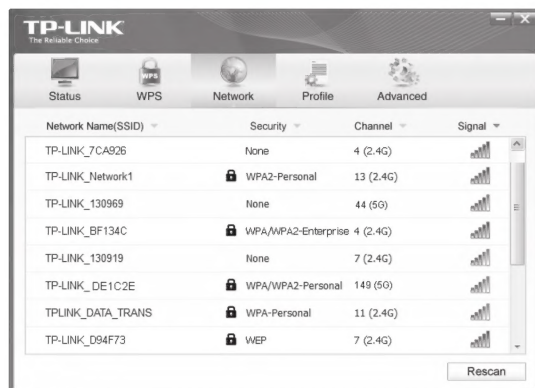 TP-LINK
The Reliable Choice
WPS
Status WPS Network Profile Advanced
Network Name(SSID) Security Channel Signal
TP-LINK_7CA926 None 4 (2.4G)
TP-LINK_Network1 WPA2-Personal 13 (2.4G)
TP-LINK_130969 None 44 (5G)
TP-LINK_BF134C WPA/WPA2-Enterprise 4 (2.4G)
TP-LINK_130919 None 7 (2.4G)
TP-LINK_ DE1C2E WPA/WPA2-Personal 149 (5G)
TPLINK_DATA_TRANS WPA-Personal 11 (2.4G)
TP-LINK_D94F73 WEP 7 (2.4G)
Rescan